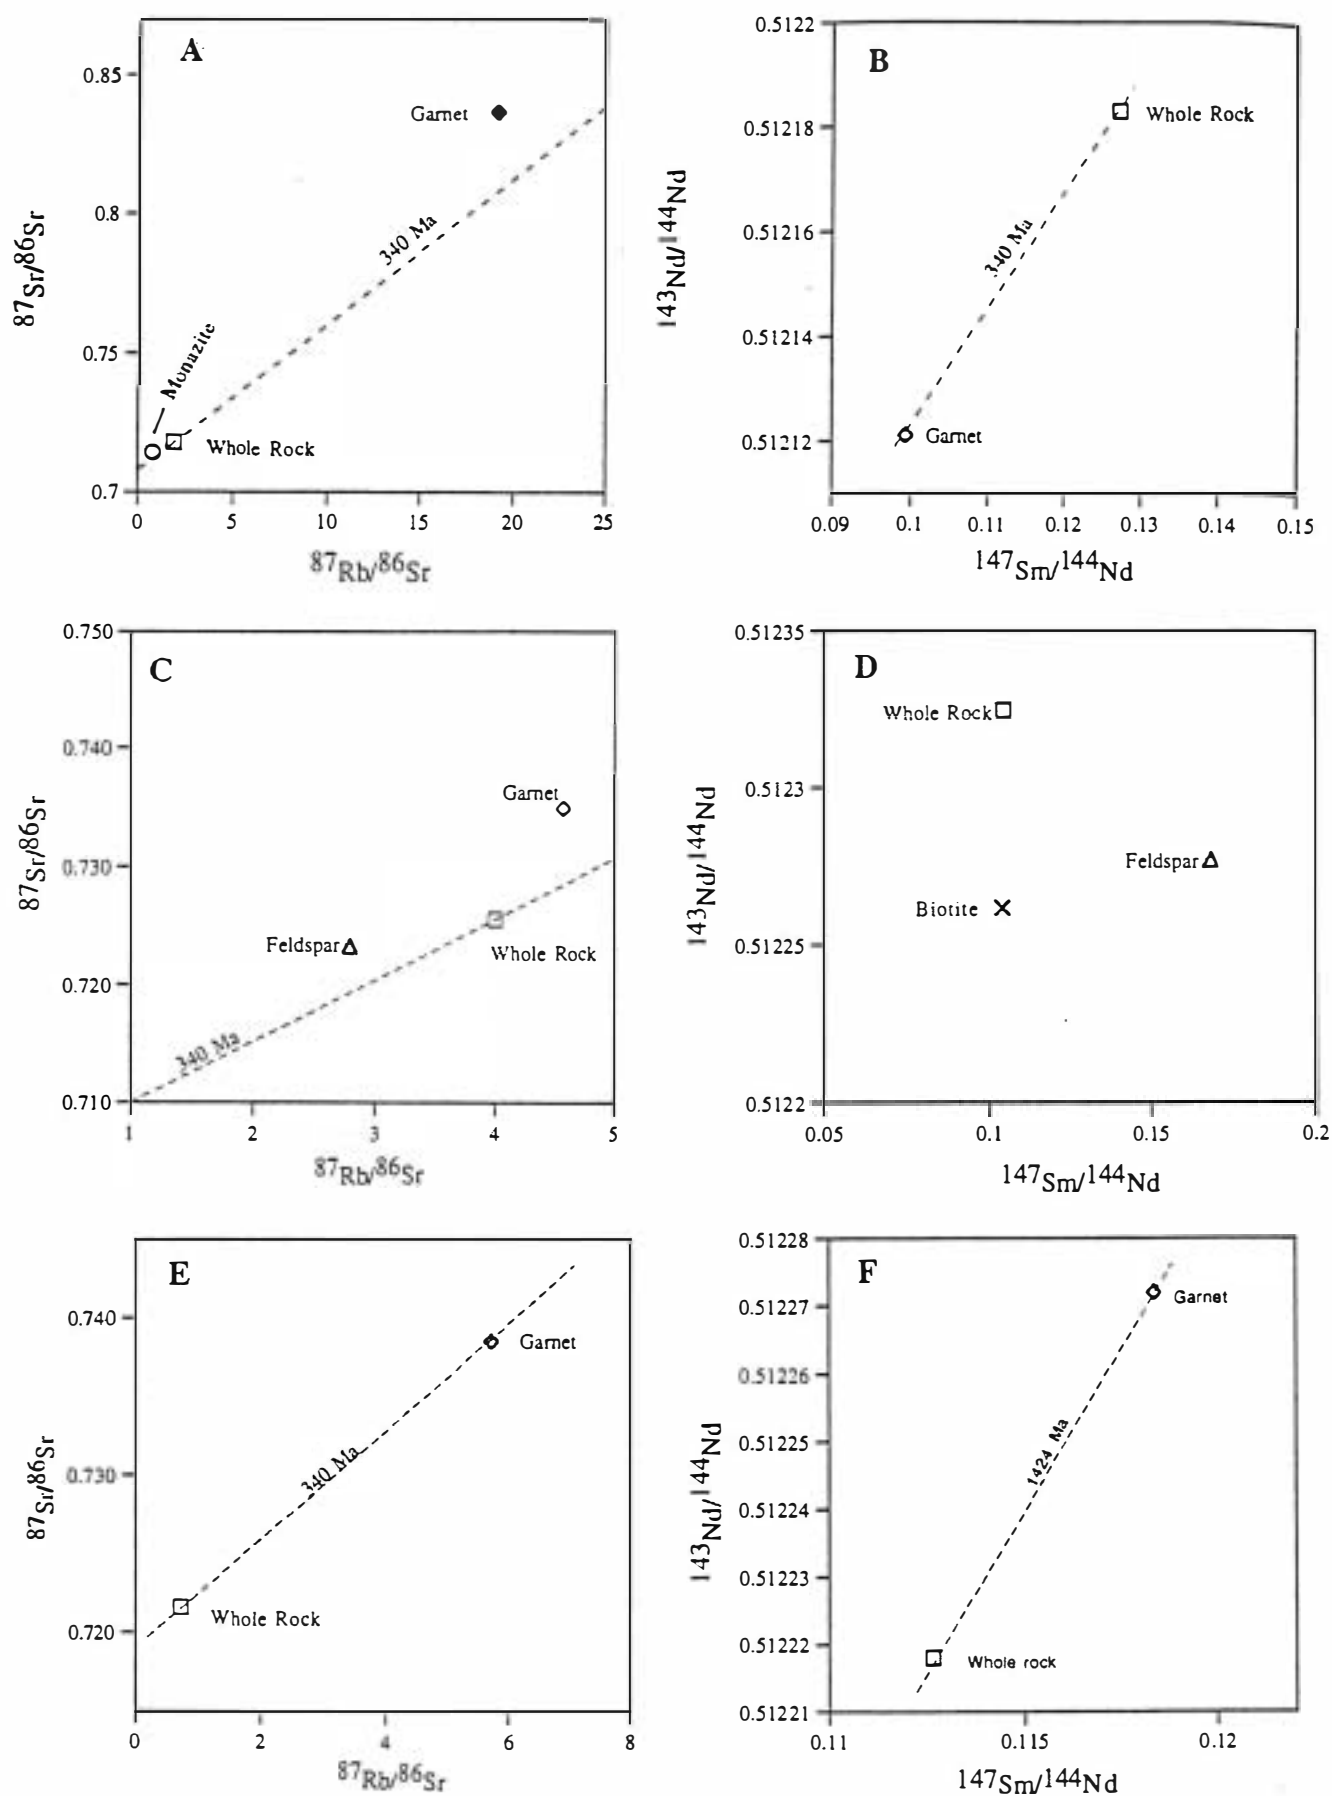 A
0.85
0.8
0.75
0.7
87Sr/86Sr
Garnet
340 Ma
Monazite
Whole Rock
0 5 10 15 20 25
87Rb/86Sr
B
0.5122
0.51218
0.51216
0.51214
0.51212
143Nd/144Nd
Whole Rock
340 Ma
Garnet
0.09 0.1 0.11 0.12 0.13 0.14 0.15
147Sm/144Nd
C
0.750
0.740
0.730
0.720
0.710
87Sr/86Sr
Garnet
Feldspar
Whole Rock
340 Ma
1 2 3 4 5
87Rb/86Sr
D
0.51235
0.5123
0.51225
0.5122
143Nd/144Nd
Whole Rock
Feldspar
Biotite
0.05 0.1 0.15 0.2
147Sm/144Nd
E
0.740
0.730
0.720
87Sr/86Sr
Garnet
340 Ma
Whole Rock
0 2 4 6 8
87Rb/86Sr
F
0.51228
0.51227
0.51226
0.51225
0.51224
0.51223
0.51222
0.51221
143Nd/144Nd
Garnet
1424 Ma
Whole rock
0.11 0.115 0.12
147Sm/144Nd